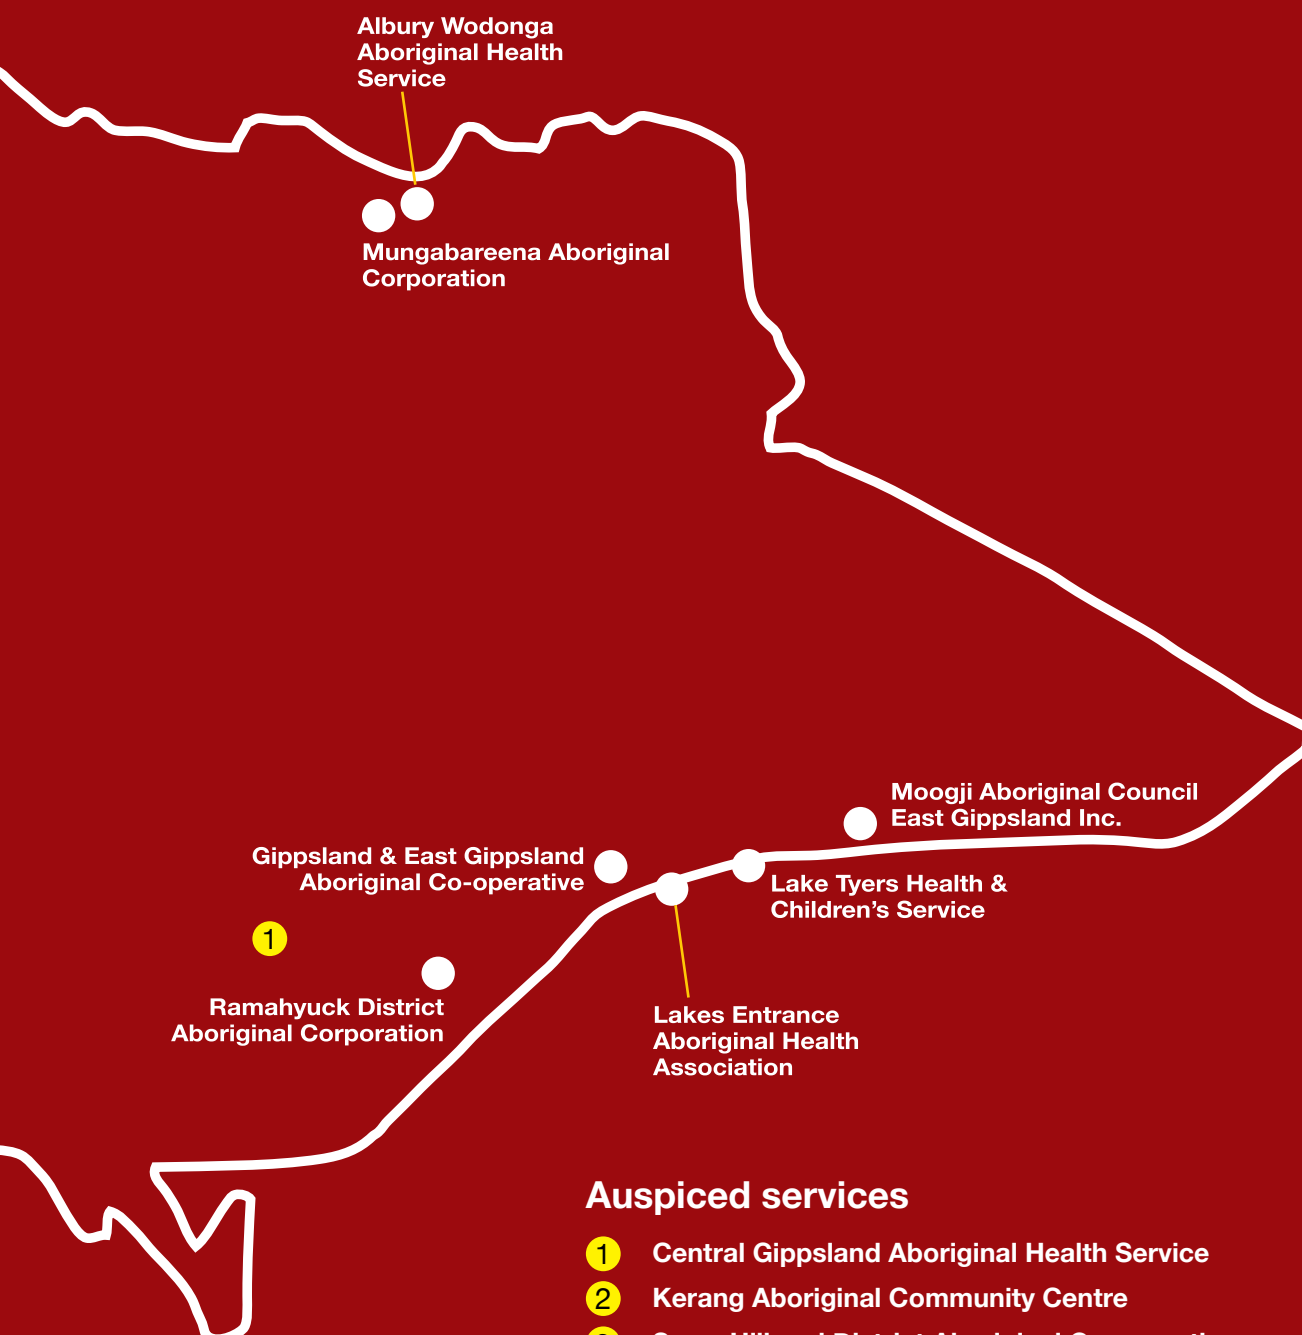 Albury Wodonga
Aboriginal Health
Service
Mungabareena Aboriginal
Corporation
Moogji Aboriginal Council
East Gippsland Inc.
Gippsland & East Gippsland
Aboriginal Co-operative
Lake Tyers Health &
Children’s Service
1
Ramahyuck District
Aboriginal Corporation
Lakes Entrance
Aboriginal Health
Association
Auspiced services
1 Central Gippsland Aboriginal Health Service
2 Kerang Aboriginal Community Centre